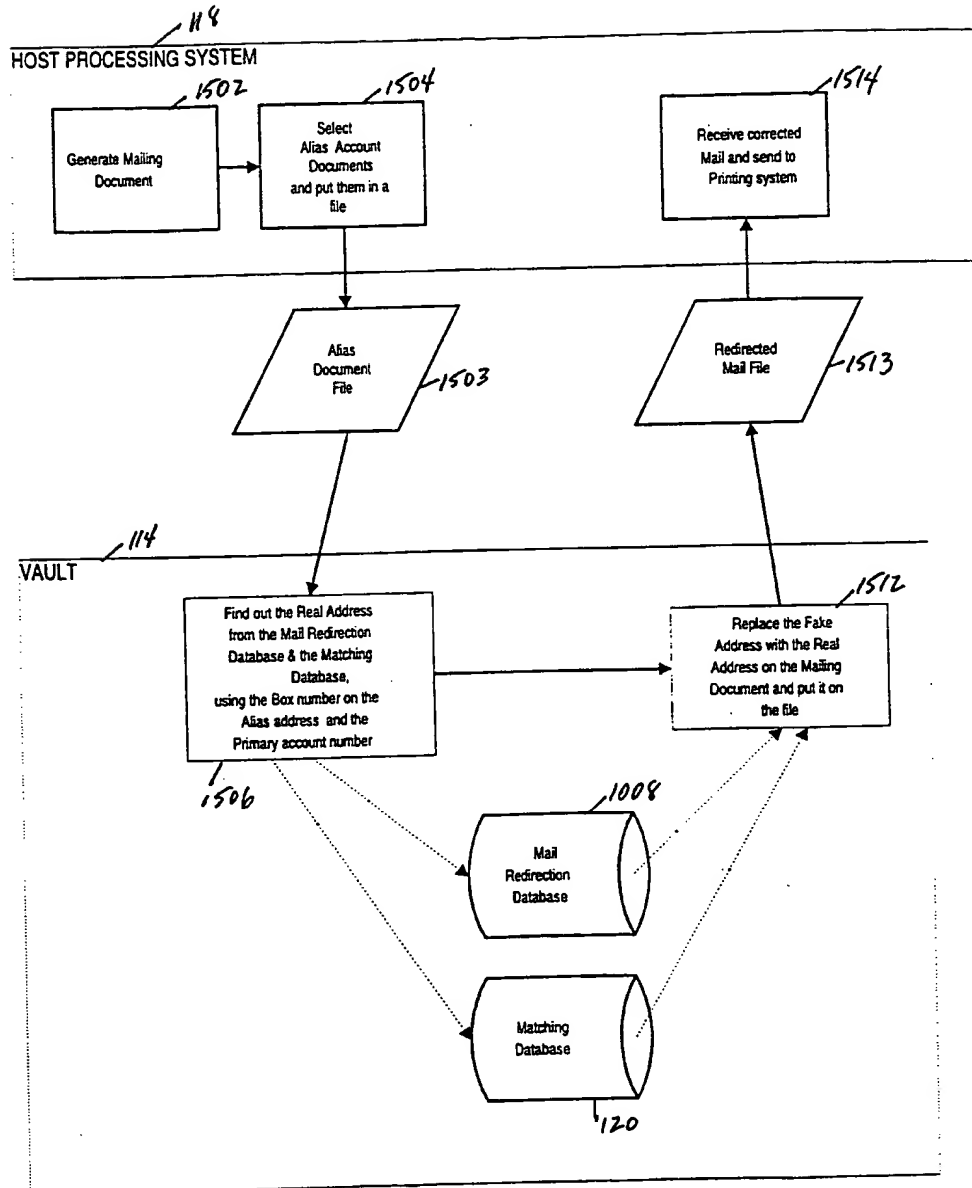 118
HOST PROCESSING SYSTEM
1502
Generate Mailing
Document
1504
Select
Alias Account
Documents
and put them in a
file
1514
Receive corrected
Mail and send to
Printing system
Alias
Document
File
1503
Redirected
Mail File
1513
114
VAULT
Find out the Real Address
from the Mail Redirection
Database & the Matching
Database,
using the Box number on the
Alias address and the
Primary account number
1506
1512
Replace the Fake
Address with the Real
Address on the Mailing
Document and put it on
the file
1008
Mail
Redirection
Database
Matching
Database
120